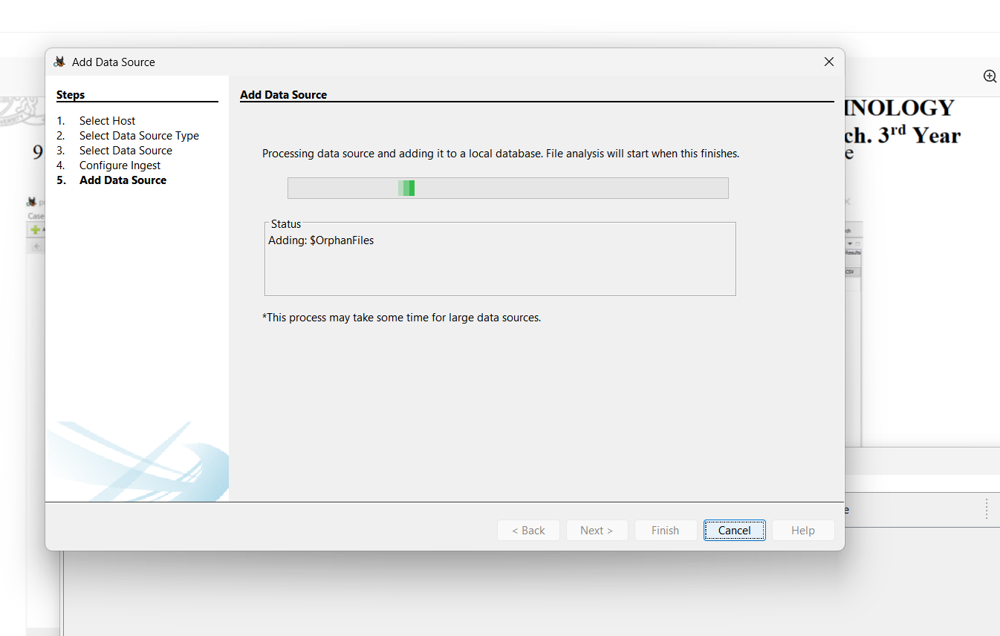 Add Data Source
INOLOGY
ch. 3rd Year
e
9
Case
Steps
1. Select Host
2. Select Data Source Type
3. Select Data Source
4. Configure Ingest
5. Add Data Source
Add Data Source
Processing data source and adding it to a local database. File analysis will start when this finishes.
Status
Adding: $OrphanFiles
*This process may take some time for large data sources.
Results
CSV
e
< Back
Next >
Finish
Cancel
Help